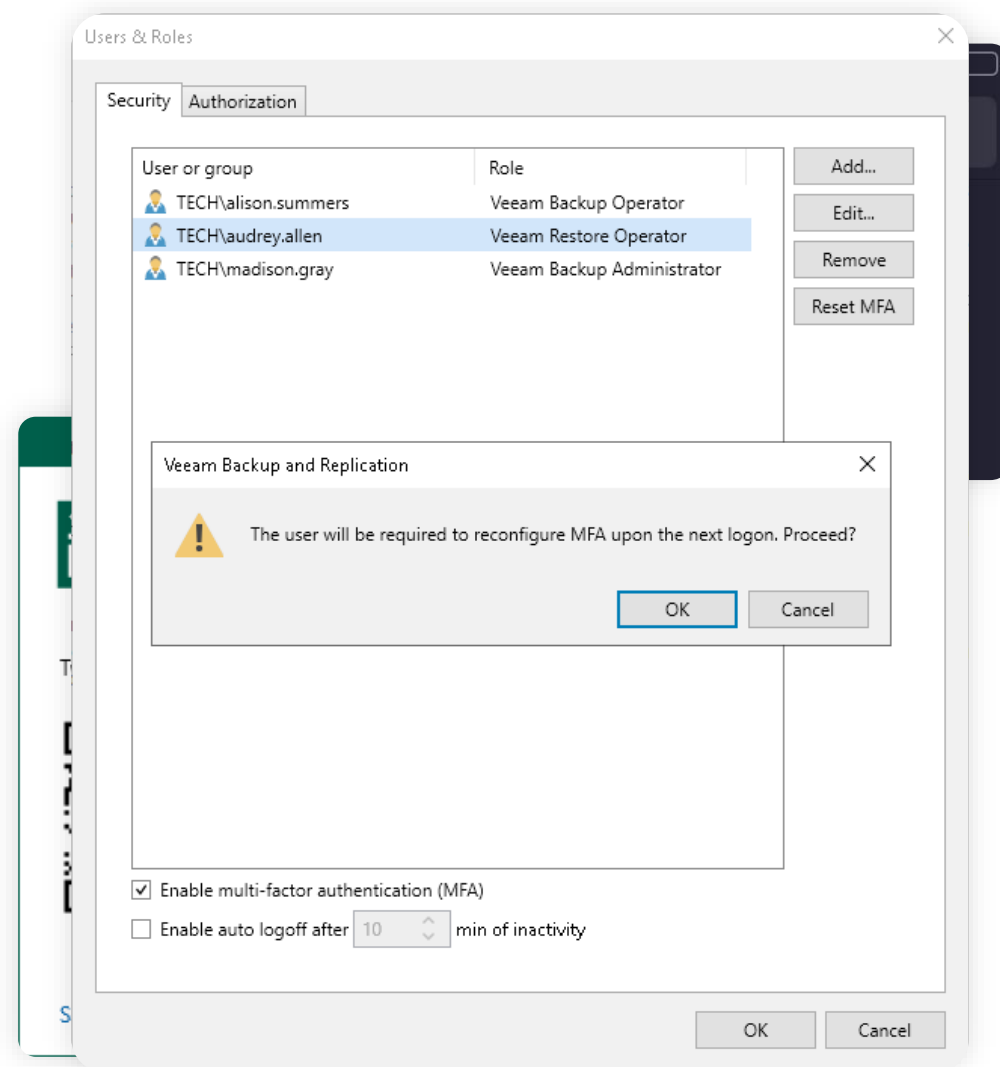 Users & Roles
Security
Authorization
User or group Role
TECH\alison.summers Veeam Backup Operator
TECH\audrey.allen Veeam Restore Operator
TECH\madison.gray Veeam Backup Administrator
Add...
Edit...
Remove
Reset MFA
Veeam Backup and Replication
The user will be required to reconfigure MFA upon the next logon. Proceed?
OK Cancel
Enable multi-factor authentication (MFA)
Enable auto logoff after 10 min of inactivity
OK Cancel